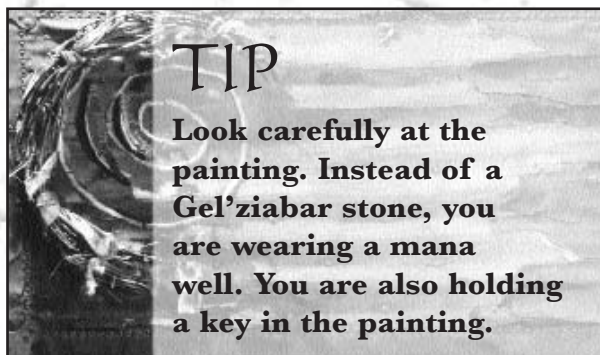 TIP
Look carefully at the
painting. Instead of a
Gel’ziabar stone, you
are wearing a mana
well. You are also holding
a key in the painting.